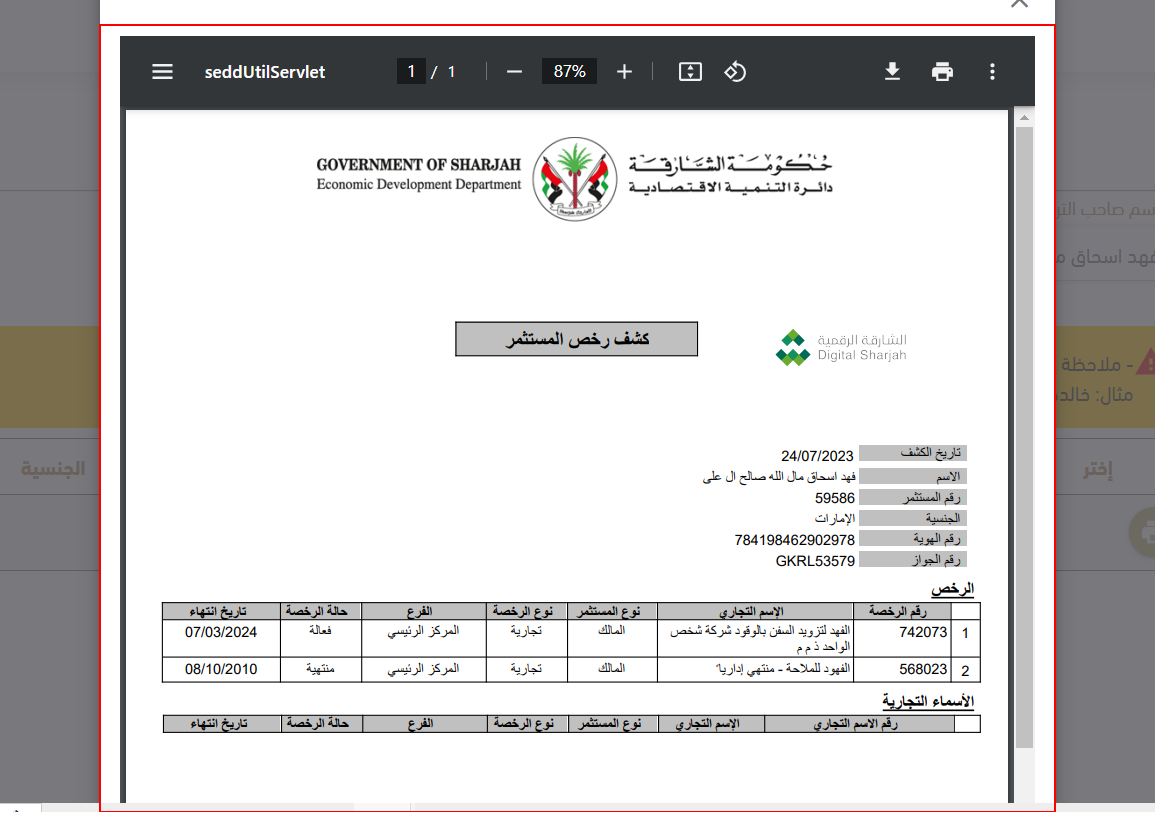 seddUtilServlet
1 / 1
87%
GOVERNMENT OF SHARJAH
Economic Development Department
حكومة الشارقة
دائرة التنمية الاقتصادية
كشف رخص المستثمر
الشارقة الرقمية
Digital Sharjah
تاريخ الكشف 24/07/2023
الاسم فهد اسحاق مال الله صالح ال على
رقم المستثمر 59586
الجنسية الإمارات
رقم الهوية 784198462902978
رقم الجواز GKRL53579
الرخص
رقم الرخصة الإسم التجاري نوع المستثمر نوع الرخصة الفرع حالة الرخصة تاريخ انتهاء
1 742073 الفهد لتزويد السفن بالوقود شركة شخص المالك تجارية المركز الرئيسي فعالة 07/03/2024
الواحد ذ م م
2 568023 الفهود للملاحة - منتهي إداريا ً المالك تجارية المركز الرئيسي منتهية 08/10/2010
الأسماء التجارية
رقم الاسم التجاري الإسم التجاري نوع المستثمر نوع الرخصة الفرع حالة الرخصة تاريخ انتهاء
سم صاحب
فهد اسحاق
- ملاحظة
مثال:
إختر
الجنسية